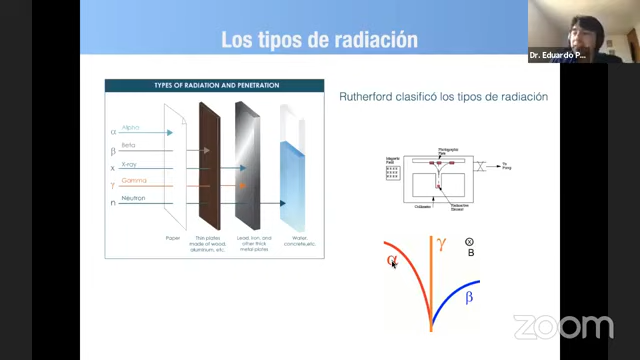 Los tipos de radiación
Dr. Eduardo P...
TYPES OF RADIATION AND PENETRATION
α Alpha
β Beta
x X-ray
γ Gamma
n Neutron
Paper
Thin plates
made of wood,
aluminum, etc.
Lead, iron, and
other thick
metal plates
Water,
concrete, etc.
Rutherford clasificó los tipos de radiación
Photographic
Plate
Magnetic
Field
To
Pump
Collimator
Radioactive
α
γ
β
x
B
zoom